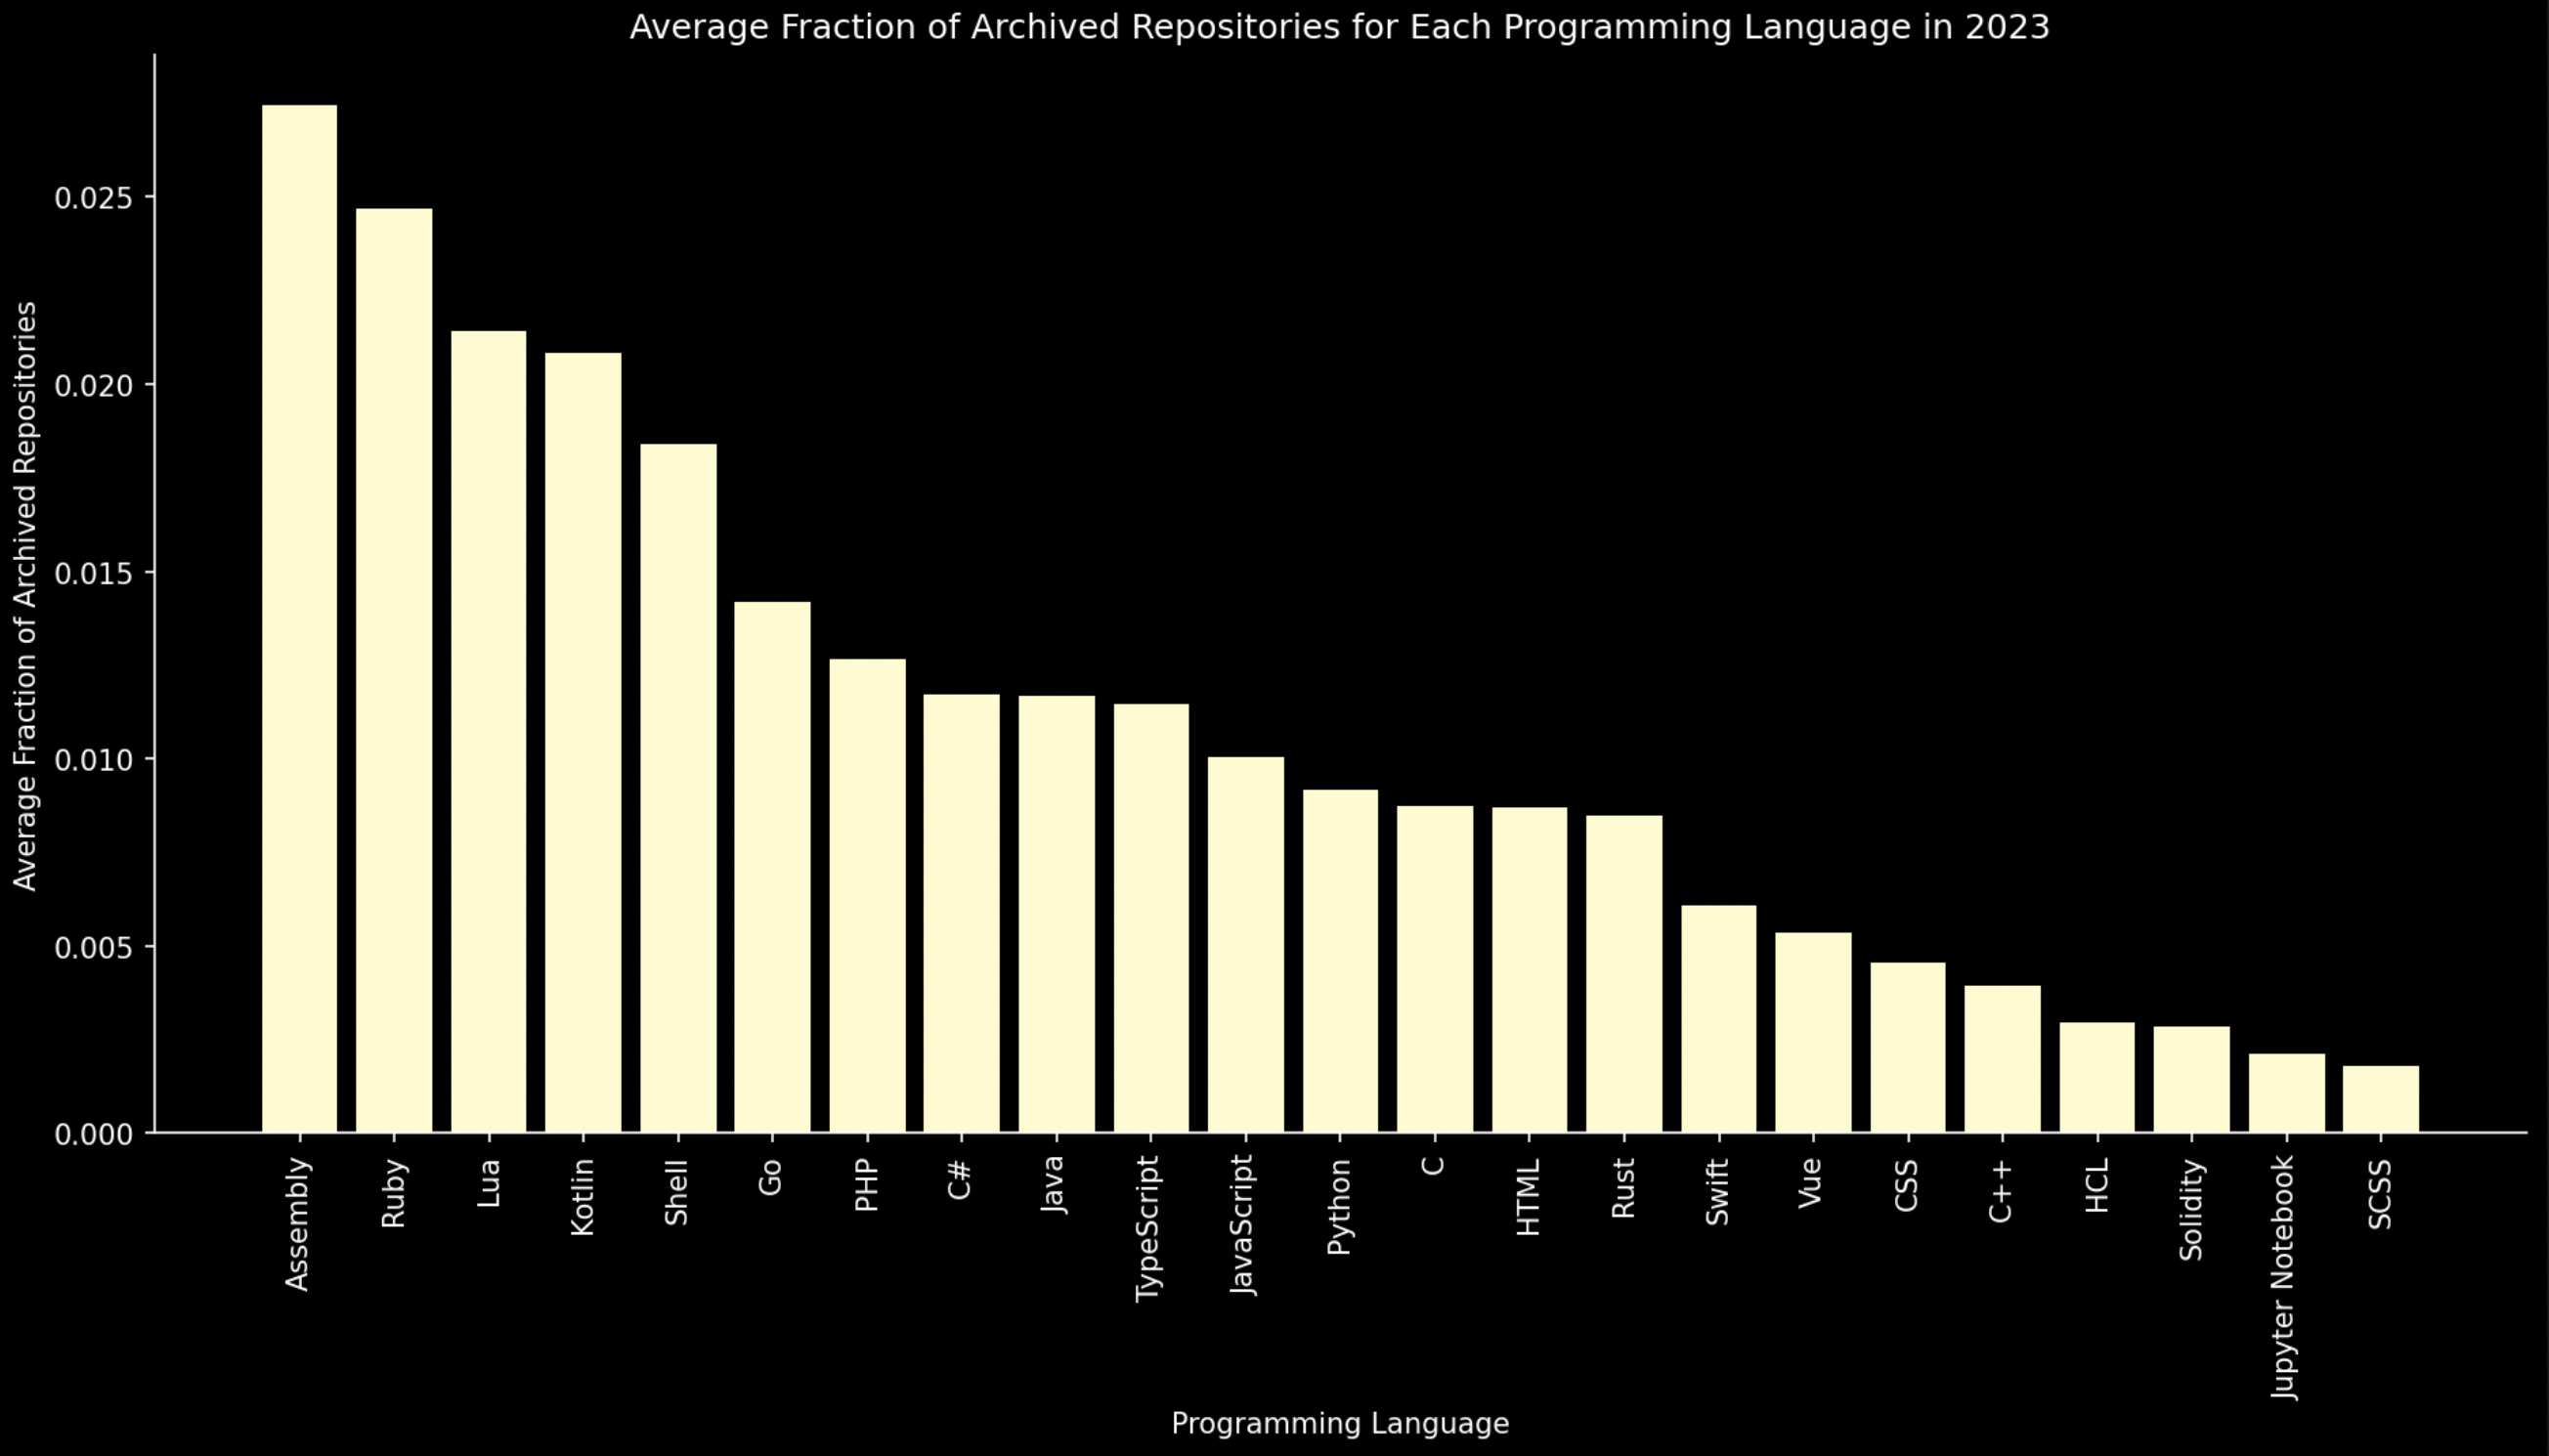 Average Fraction of Archived Repositories for Each Programming Language in 2023
Average Fraction of Archived Repositories
0.025
0.020
0.015
0.010
0.005
0.000
Assembly
Ruby
Lua
Kotlin
Shell
Go
PHP
C#
Java
TypeScript
JavaScript
Python
C
HTML
Rust
Swift
Vue
CSS
C++
HCL
Solidity
Jupyter Notebook
SCSS
Programming Language